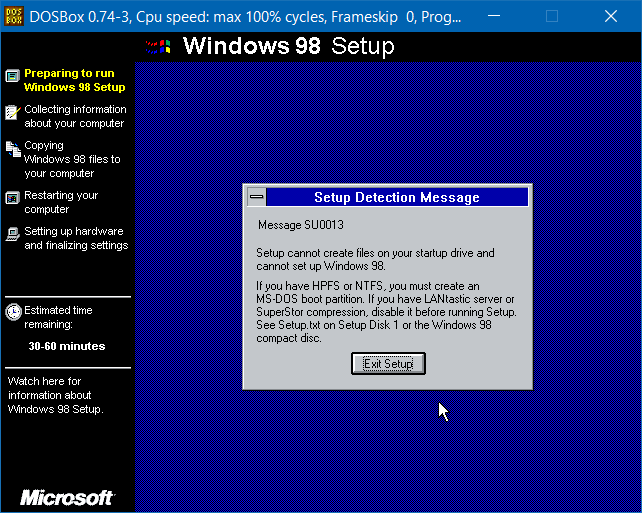 DOSBox 0.74-3, Cpu speed: max 100% cycles, Frameskip  0, Prog...
Windows 98 Setup
Preparing to run
Windows 98 Setup
Collecting information
about your computer
Copying
Windows 98 files to
your computer
Restarting your
computer
Setting up hardware
and finalizing settings
Estimated time
remaining:
30-60 minutes
Watch here for
information about
Windows 98 Setup.
Microsoft
Setup Detection Message
Message SU0013
Setup cannot create files on your startup drive and
cannot set up Windows 98.
If you have HPFS or NTFS, you must create an
MS-DOS boot partition. If you have LANtastic server or
SuperStor compression, disable it before running Setup.
See Setup.txt on Setup Disk 1 or the Windows 98
compact disc.
Exit Setup